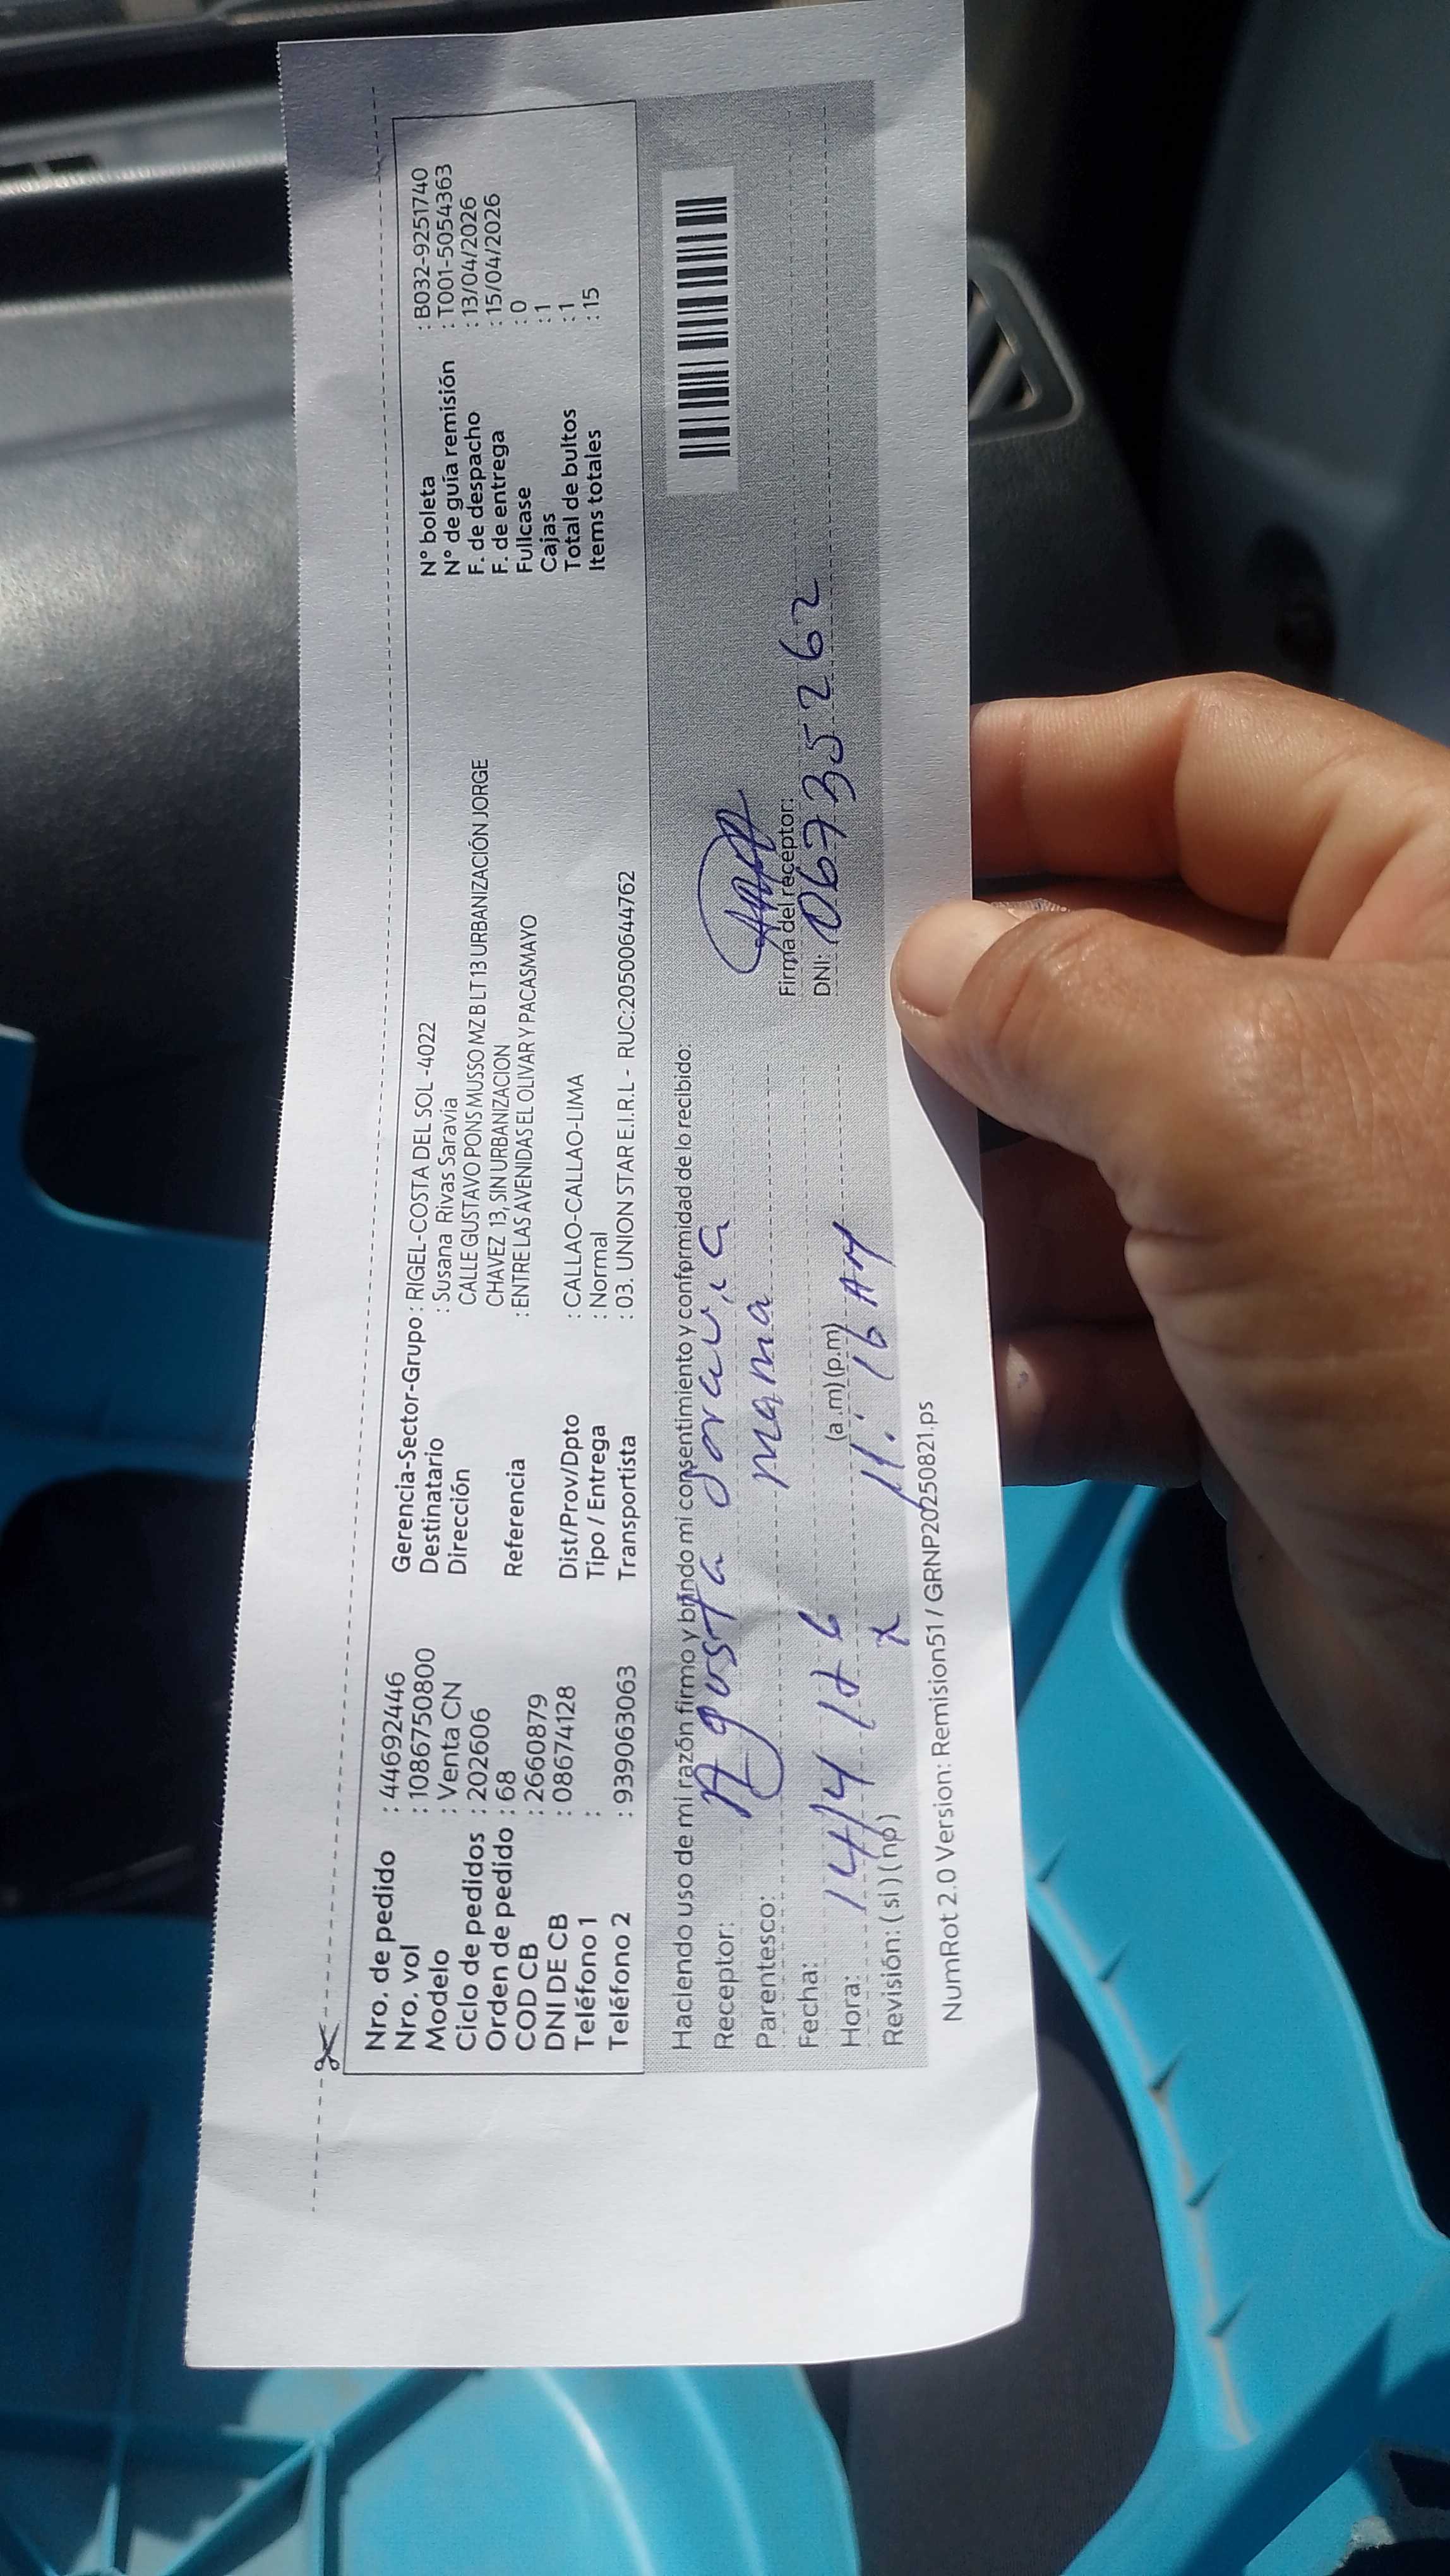 Nro. de pedido : 44692446
Nro. vol : 1086750800
Modelo : Venta CN
Ciclo de pedidos : 202606
Orden de pedido : 68
COD CB : 2660879
DNI DE CB : 08674128
Teléfono 1 :
Teléfono 2 : 939063063
Gerencia-Sector-Grupo : RIGEL-COSTA DEL SOL -4022
Destinatario : Susana Rivas Saravia
Dirección CALLE GUSTAVO PONS MUSSO MZ B LT 13 URBANIZACIÓN JORGE
CHAVEZ 13, SIN URBANIZACION
Referencia : ENTRE LAS AVENIDAS EL OLIVAR Y PACASMAYO
Dist/Prov/Dpto : CALLAO-CALLAO-LIMA
Tipo / Entrega : Normal
Transportista : 03. UNION STAR E.I.R.L - RUC:20500644762
N° boleta : B032-9251740
N° de guía remisión : T001-5054363
F. de despacho : 13/04/2026
F. de entrega : 15/04/2026
Fullcase : 0
Cajas : 1
Total de bultos : 1
Items totales : 15
Haciendo uso de mi razón firmo y brindo mi consentimiento y conformidad de lo recibido:
Receptor: Agusta
Parentesco: mama
Fecha: 14/4
Hora: (a.m) (p.m) 11:16 AM
Revisión: (si) (no) x
Firma del receptor:
DNI: 06735262
NumRot 2.0 Version: Remision51 / GRNP20250821.ps